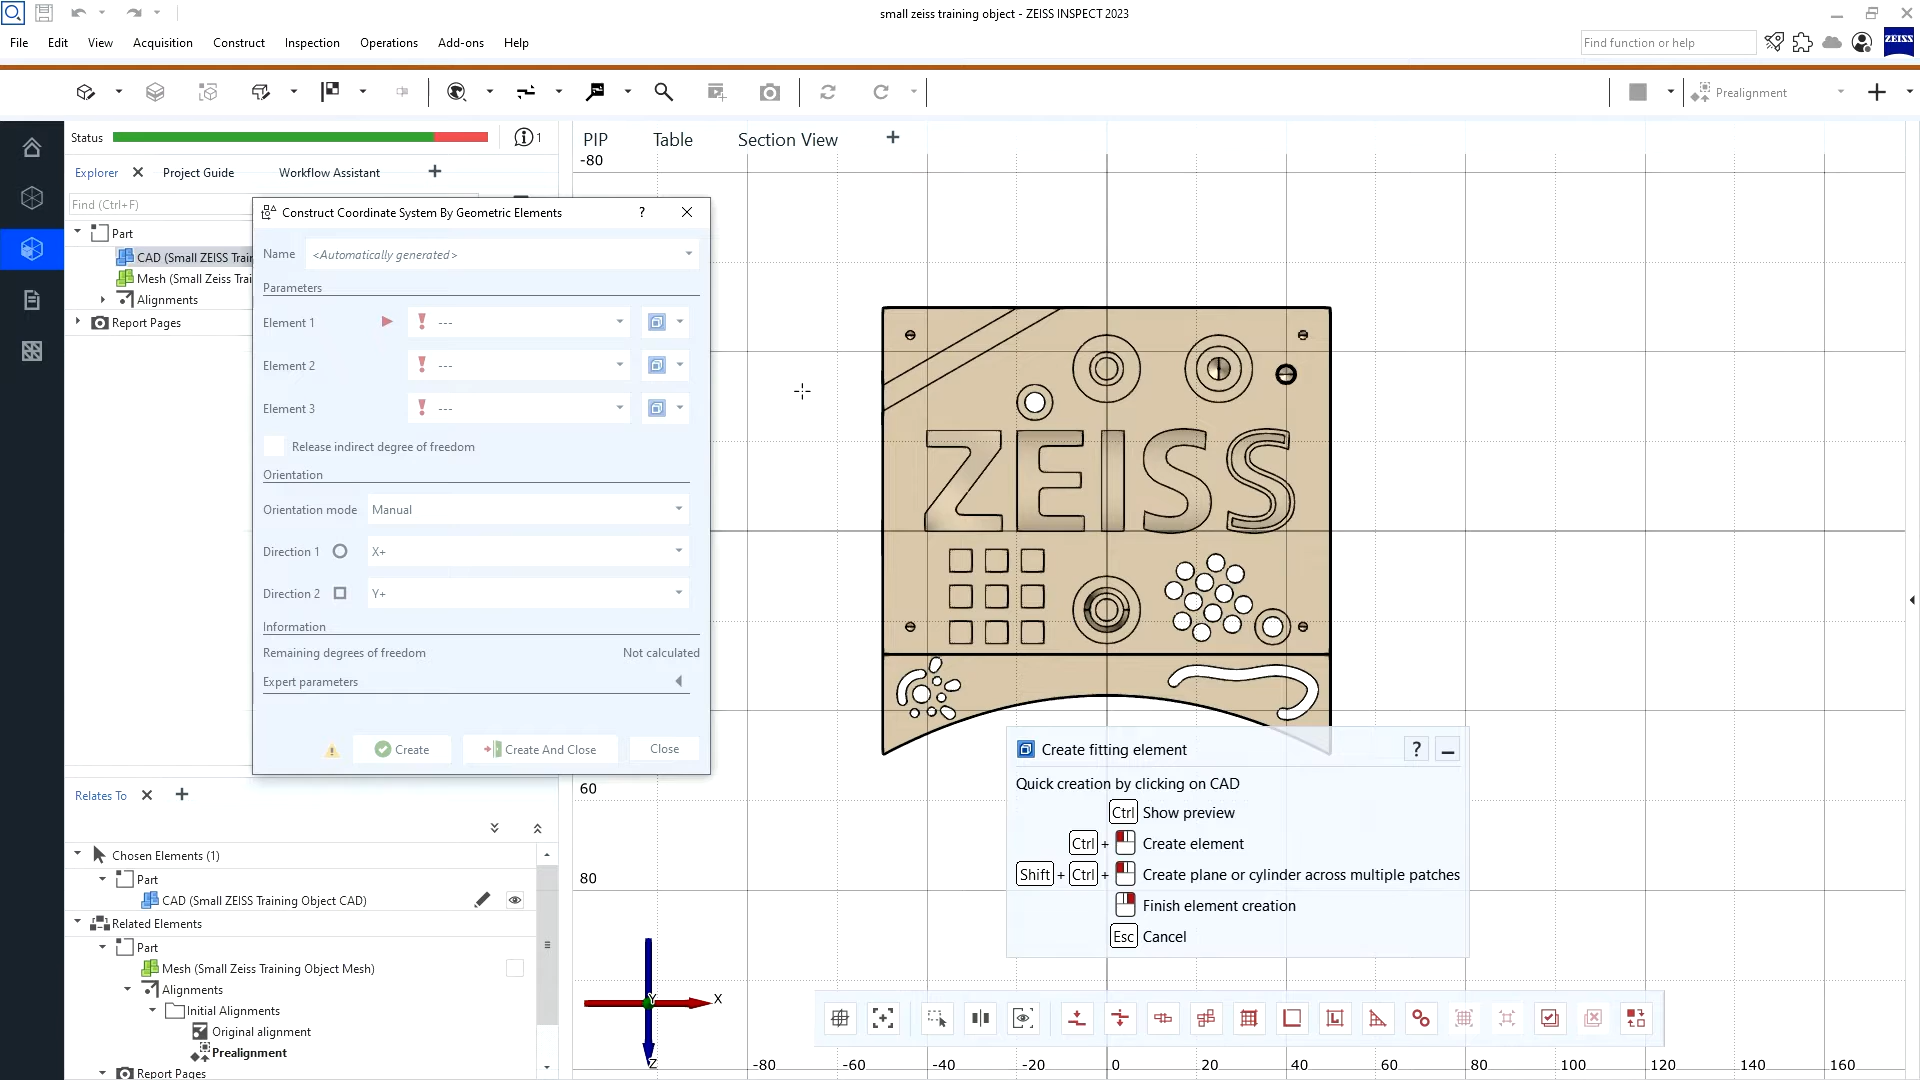 small zeiss training object - ZEISS INSPECT 2023
File Edit View Acquisition Construct Inspection Operations Add-ons Help
Find function or help
ZEISS
Prealignment
Status
1
Explorer Project Guide Workflow Assistant
Find (Ctrl+F)
Part
CAD (Small ZEISS Train
Mesh (Small Zeiss Trai
Alignments
Report Pages
Construct Coordinate System By Geometric Elements ?
Name <Automatically generated>
Parameters
Element 1 ---
Element 2 ---
Element 3 ---
Release indirect degree of freedom
Orientation
Orientation mode Manual
Direction 1 X+
Direction 2 Y+
Information
Remaining degrees of freedom Not calculated
Expert parameters
Create Create And Close Close
Relates To
Chosen Elements (1)
Part
CAD (Small ZEISS Training Object CAD)
Related Elements
Part
Mesh (Small Zeiss Training Object Mesh)
Alignments
Initial Alignments
Original alignment
Prealignment
Report Pages
PIP Table Section View
-80
ZEISS
60
80
Create fitting element ?
Quick creation by clicking on CAD
Ctrl Show preview
Ctrl + Create element
Shift + Ctrl + Create plane or cylinder across multiple patches
Finish element creation
Esc Cancel
Y X
Z
-80 -60 -40 -20 0 20 40 60 80 100 120 140 160